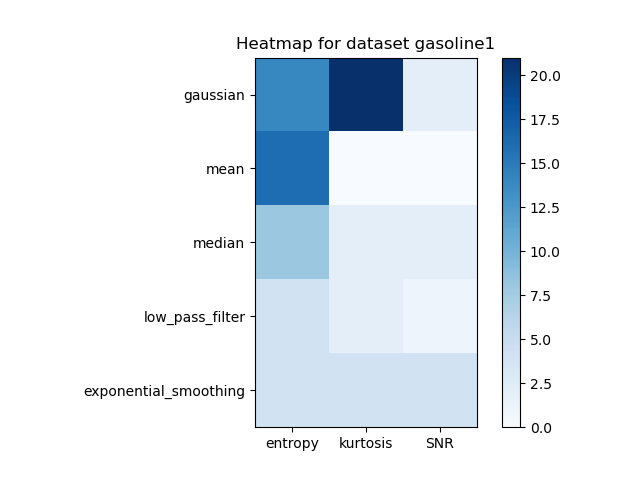 Heatmap for dataset gasoline1
gaussian
mean
median
low_pass_filter
exponential_smoothing
entropy kurtosis SNR
20.0
17.5
15.0
12.5
10.0
7.5
5.0
2.5
0.0